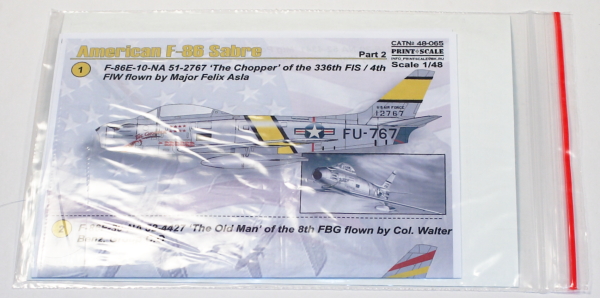 American F-86 Sabre
Part 2
CATNo 48-065
PRINT SCALE
Scale 1/48
1
F-86E-10-NA 51-2767 'The Chopper' of the 336th FIS / 4th
FIW flown by Major Felix Asla
U.S. AIR FORCE
12767
FU-767
2
4427 'The Old Man' of the 8th FBG flown by Col. Walter